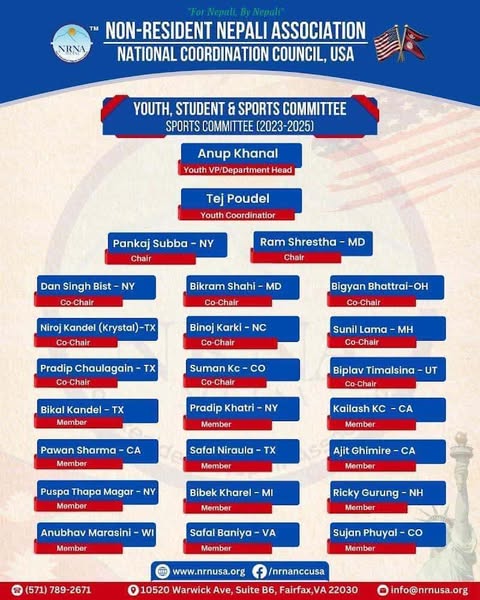 "For Nepali, By Nepali"
NRNA
TM
NON-RESIDENT NEPALI ASSOCIATION
NATIONAL COORDINATION COUNCIL, USA
YOUTH, STUDENT & SPORTS COMMITTEE
SPORTS COMMITTEE (2023-2025)
Anup Khanal
Youth VP/Department Head
Tej Poudel
Youth Coordinatior
Pankaj Subba - NY
Chair
Ram Shrestha - MD
Chair
Dan Singh Bist - NY
Co-Chair
Bikram Shahi - MD
Co-Chair
Bigyan Bhattrai-OH
Co-Chair
Niroj Kandel (Krystal)-TX
Co-Chair
Binoj Karki - NC
Co-Chair
Sunil Lama - MH
Co-Chair
Pradip Chaulagain - TX
Co-Chair
Suman Kc - CO
Co-Chair
Biplav Timalsina - UT
Co-Chair
Bikal Kandel - TX
Member
Pradip Khatri - NY
Member
Kailash KC - CA
Member
Pawan Sharma - CA
Member
Safal Niraula - TX
Member
Ajit Ghimire - CA
Member
Puspa Thapa Magar - NY
Member
Bibek Kharel - MI
Member
Ricky Gurung - NH
Member
Anubhav Marasini - WI
Member
Safal Baniya - VA
Member
Sujan Phuyal - CO
Member
www.nrnusa.org /nrnanccusa
(571) 789-2671 10520 Warwick Ave, Suite B6, Fairfax,VA 22030 info@nrnusa.org